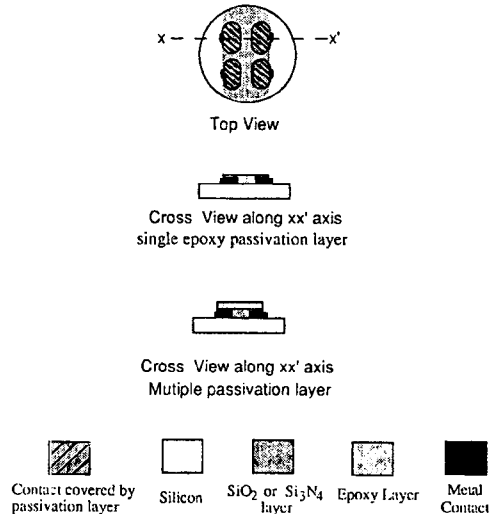 x x'
Top View
Cross View along xx' axis
single epoxy passivation layer
Cross View along xx' axis
Mutiple passivation layer
Contact covered by
passivation layer
Silicon
SiO₂ or Si₃N₄
layer
Epoxy Layer
Metal
Contact